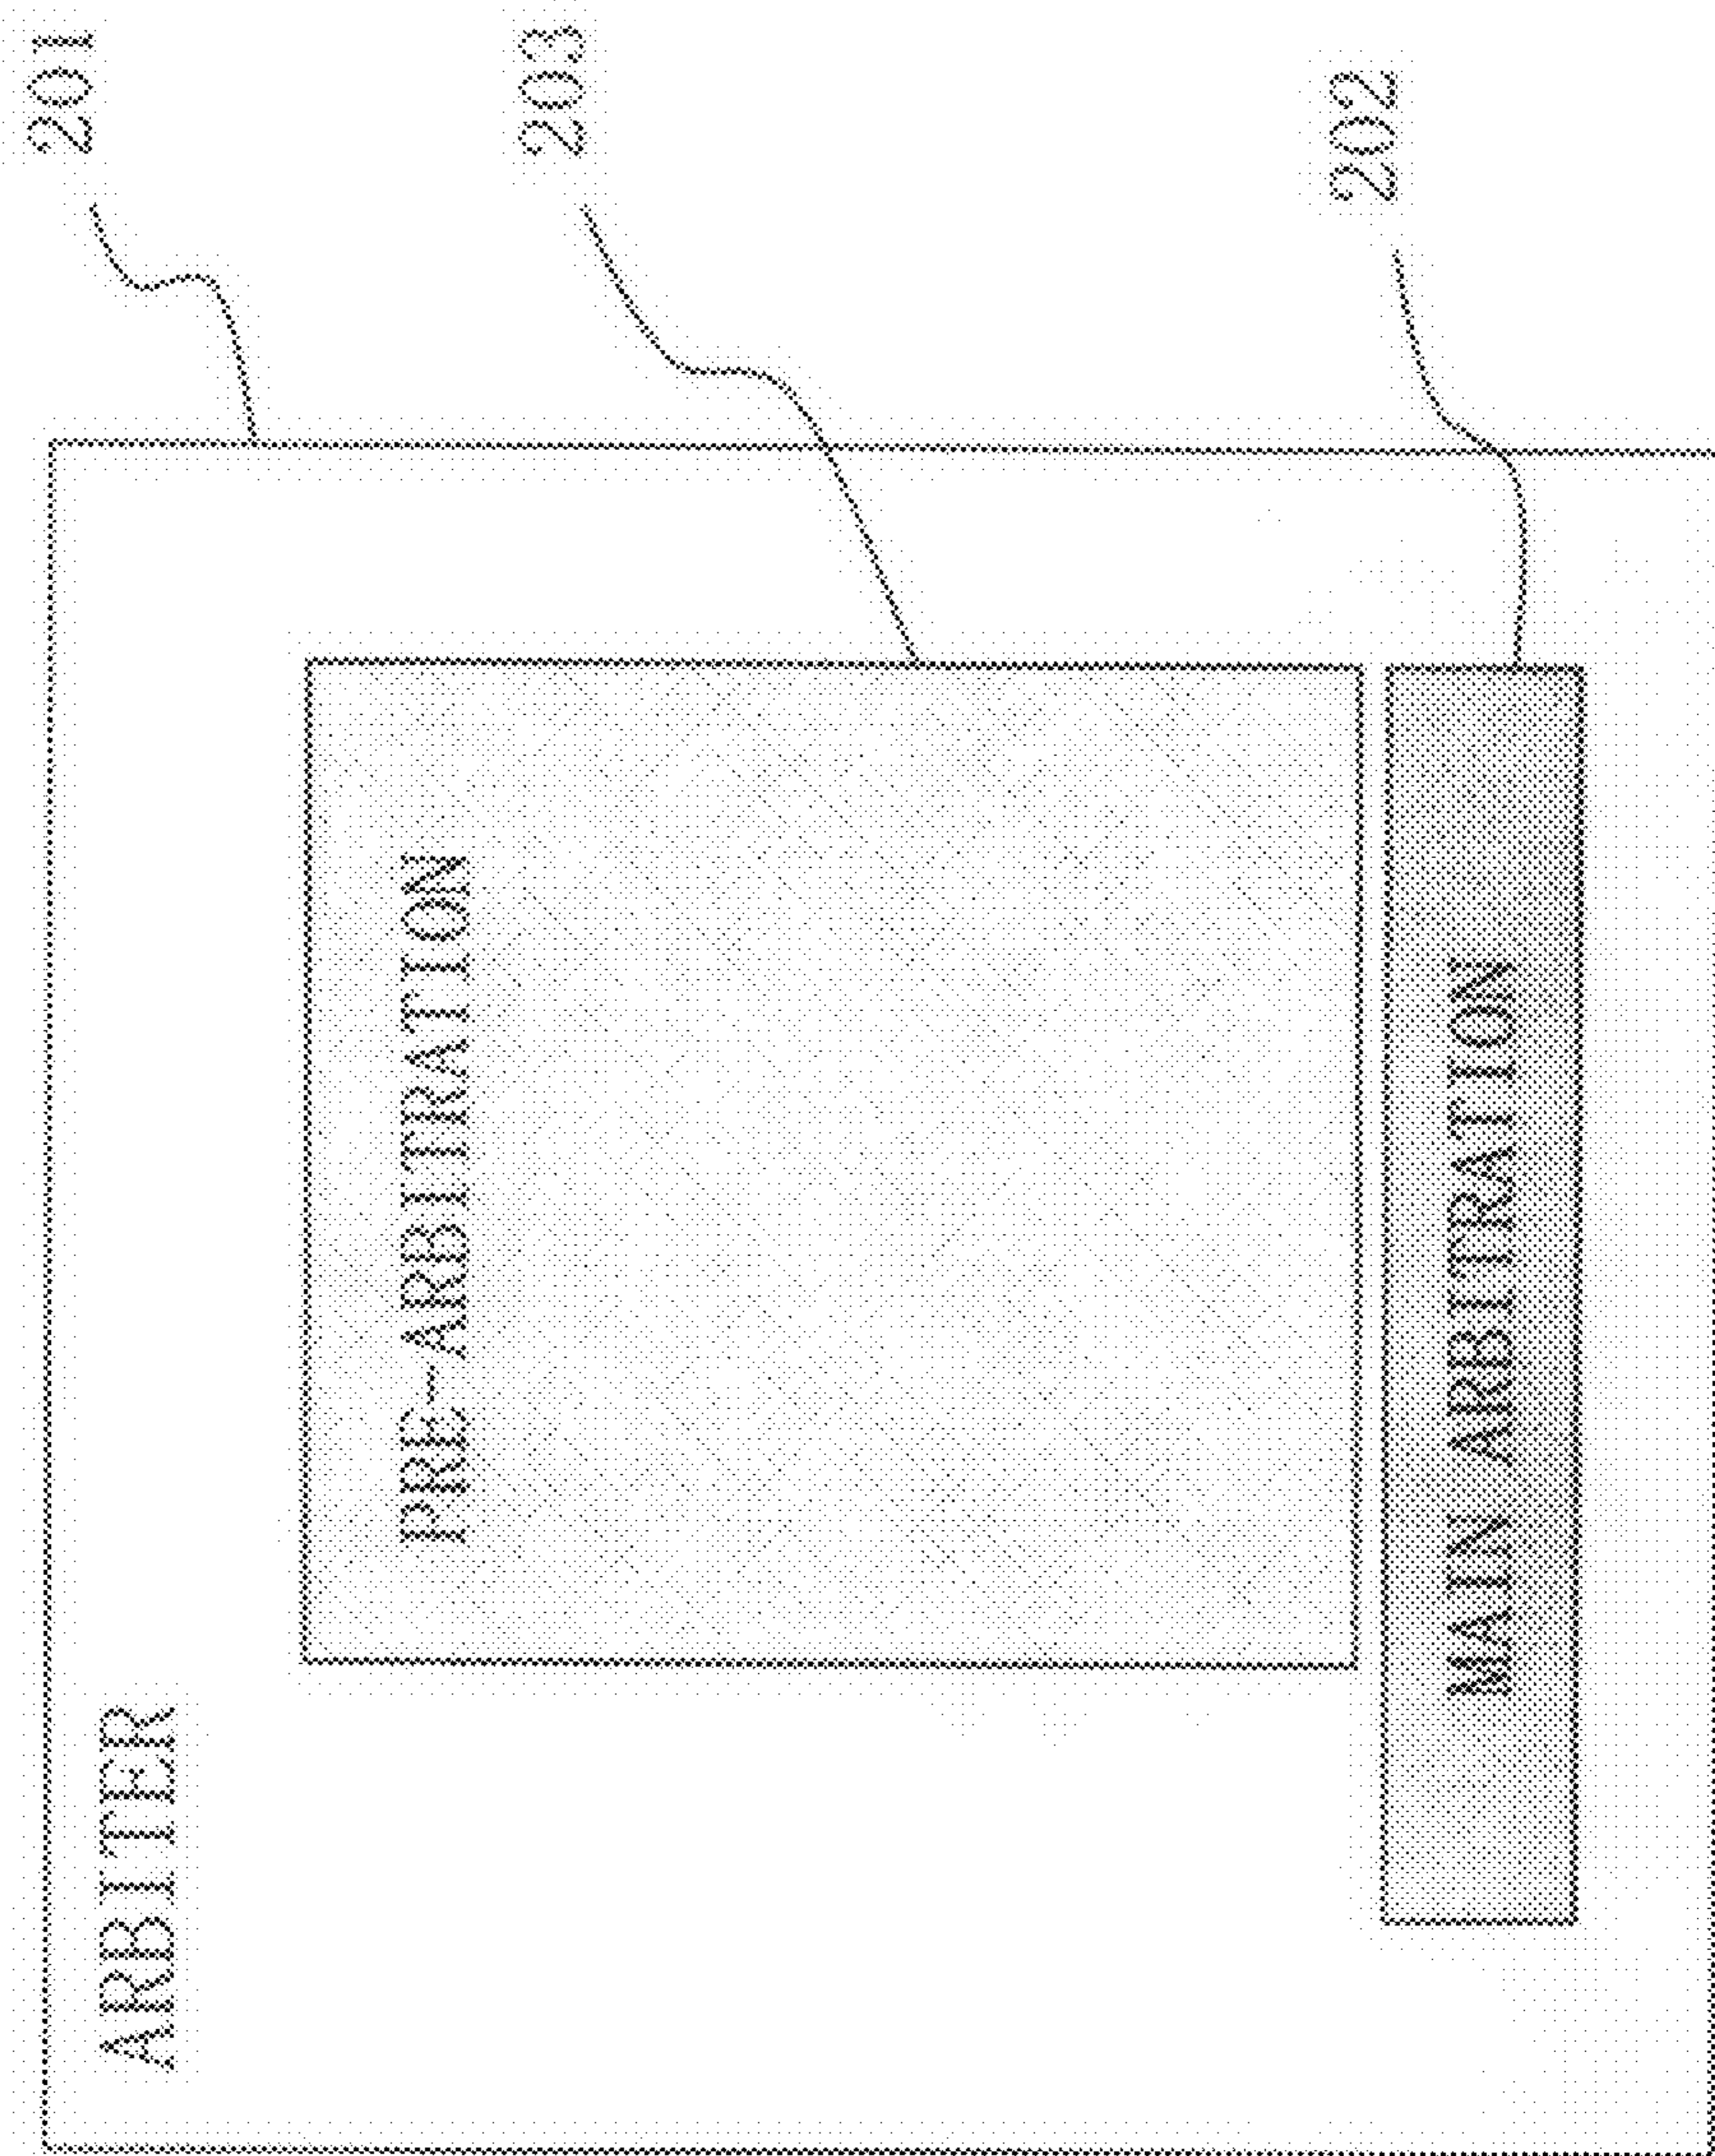 ARBITER
201
PRE-ARBITRATION
203
MAIN ARBITRATION
202